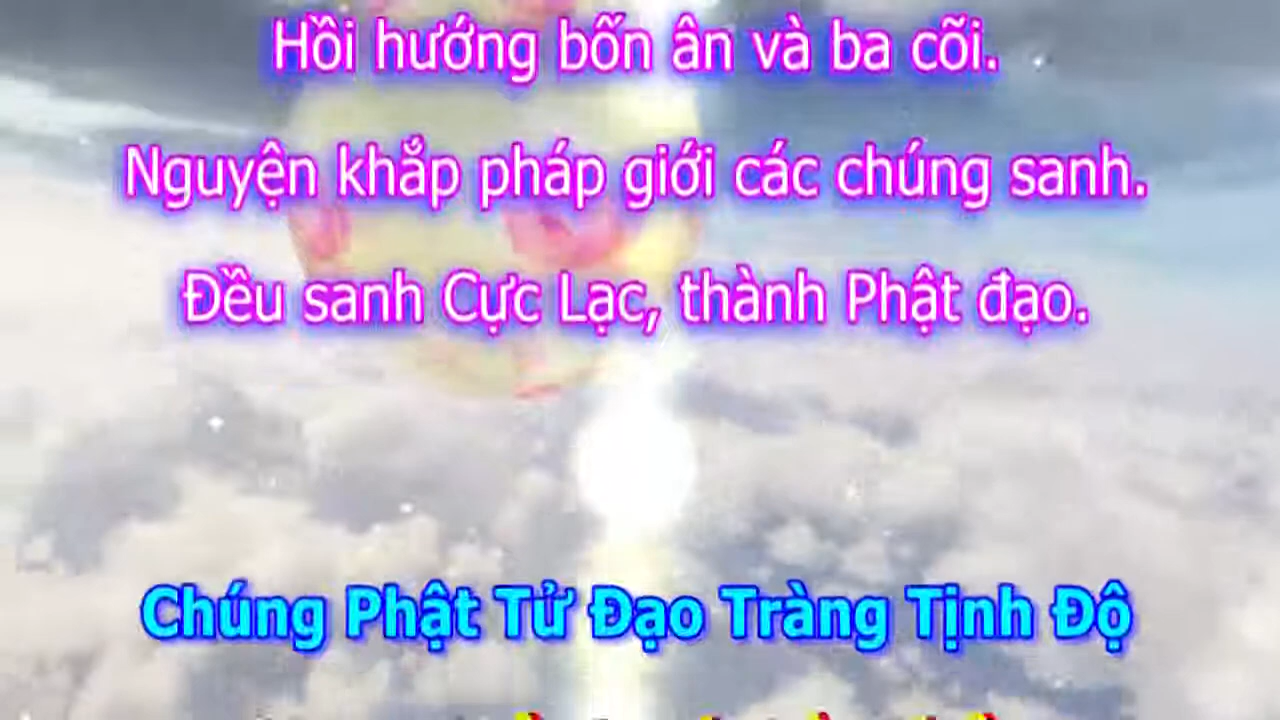 Hồi hướng bốn ân và ba cõi.
Nguyện khắp pháp giới các chúng sanh.
Đều sanh Cực Lạc, thành Phật đạo.
Chúng Phật Tử Đạo Tràng Tịnh Độ